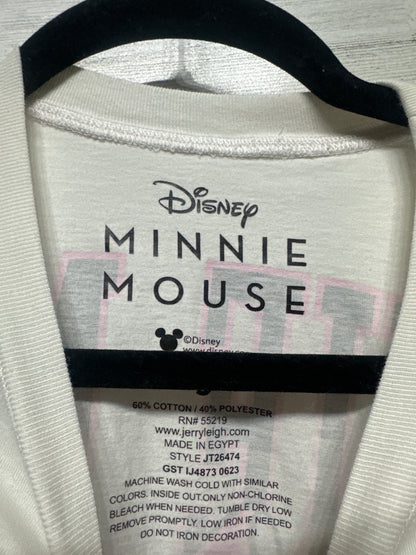 Disney
MINNIE
MOUSE
©Disney
www.disney.
60% COTTON / 40% POLYESTER
RN# 55219
www.jerryleigh.com
MADE IN EGYPT
STYLE JT26474
GST IJ4873 0623
MACHINE WASH COLD WITH SIMILAR
COLORS. INSIDE OUT.ONLY NON-CHLORINE
BLEACH WHEN NEEDED. TUMBLE DRY LOW
REMOVE PROMPTLY. LOW IRON IF NEEDED
DO NOT IRON DECORATION.